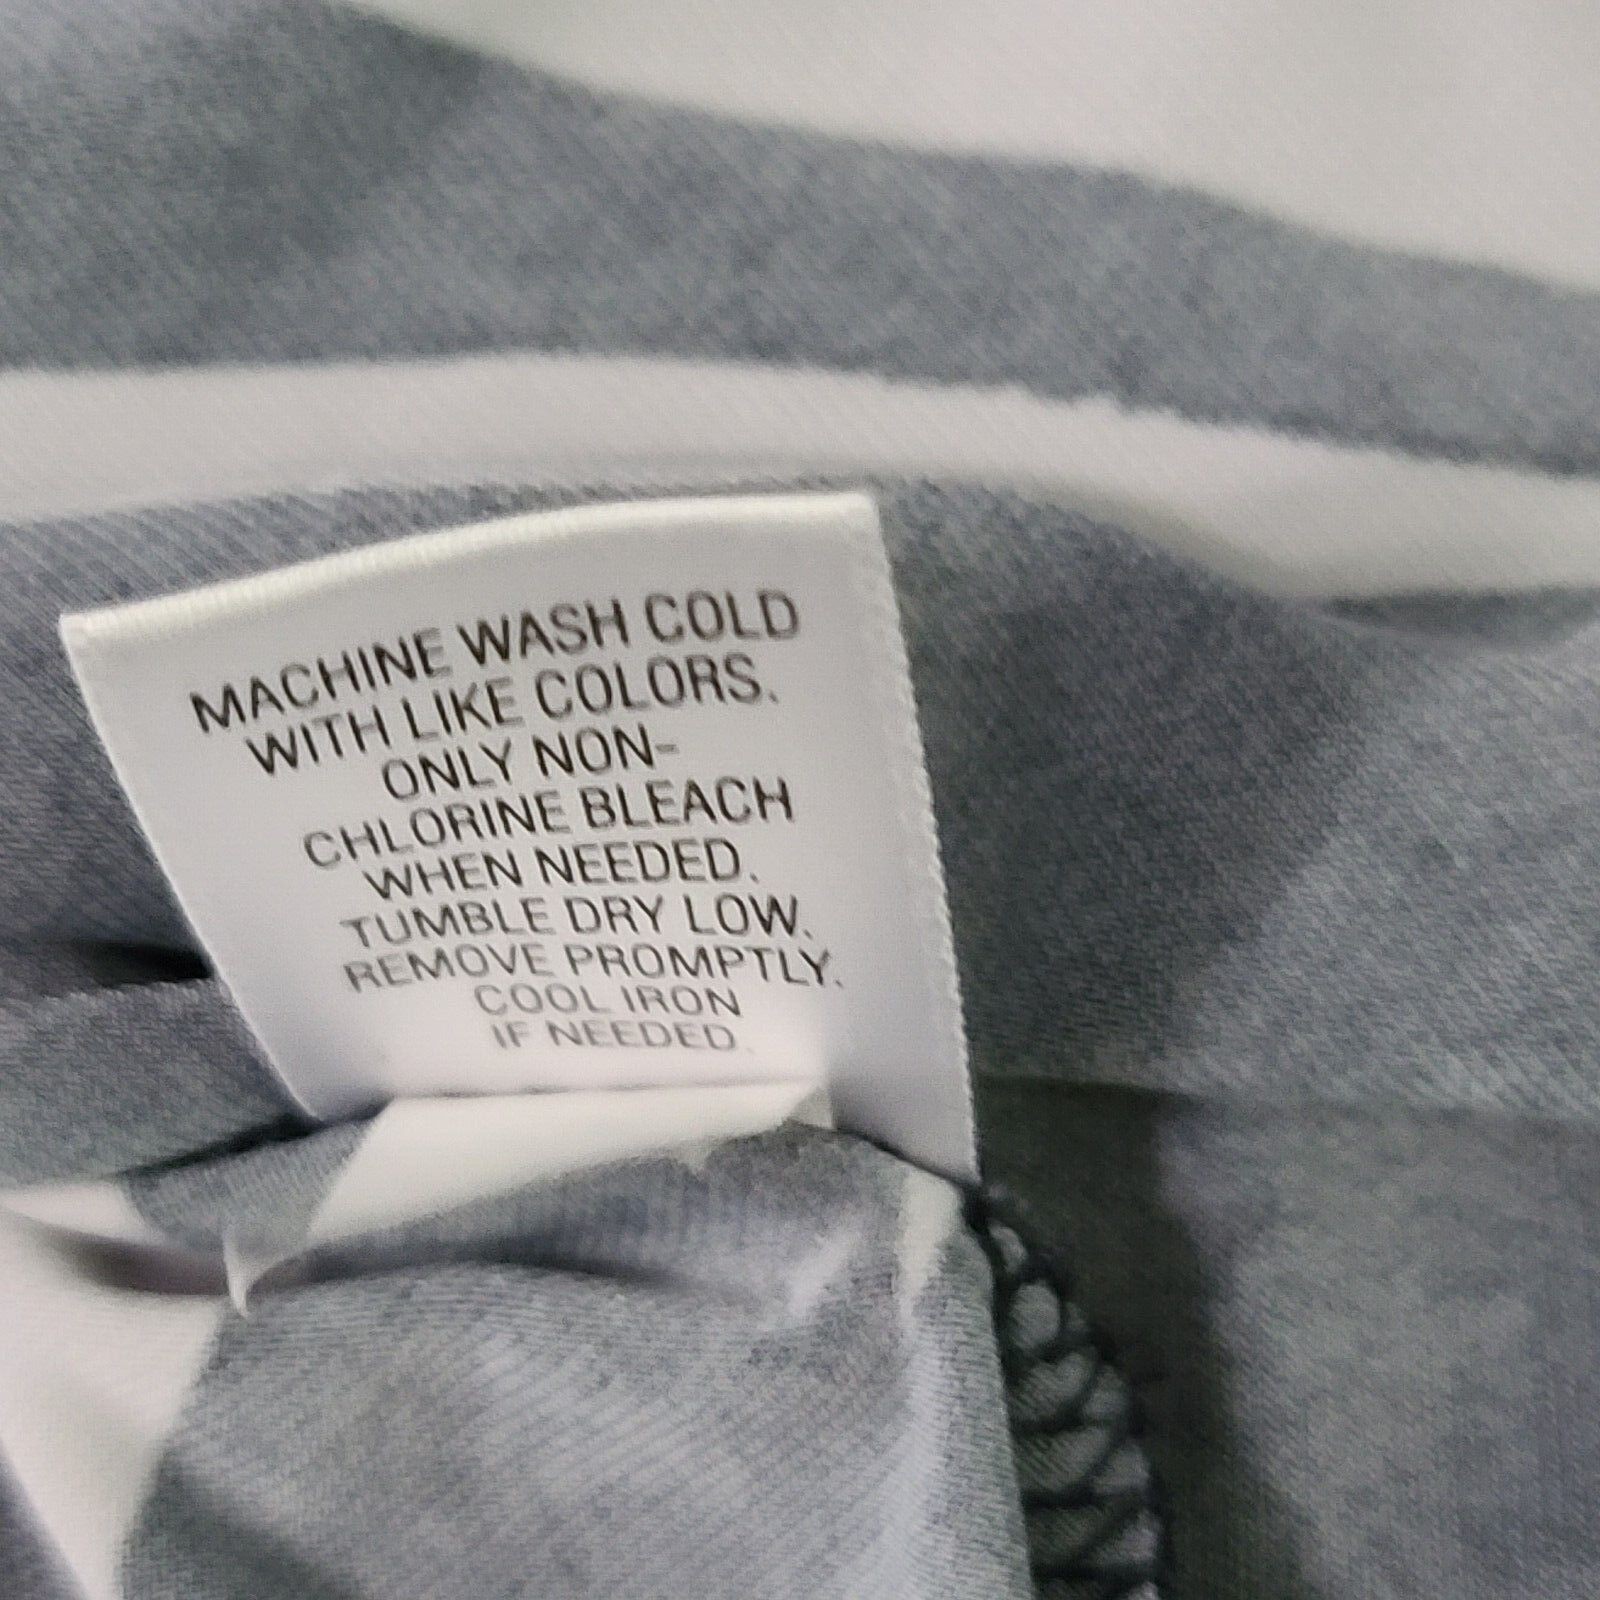 MACHINE WASH COLD
WITH LIKE COLORS.
ONLY NON-
CHLORINE BLEACH
WHEN NEEDED.
TUMBLE DRY LOW.
REMOVE PROMPTLY.
COOL IRON
IF NEEDED.